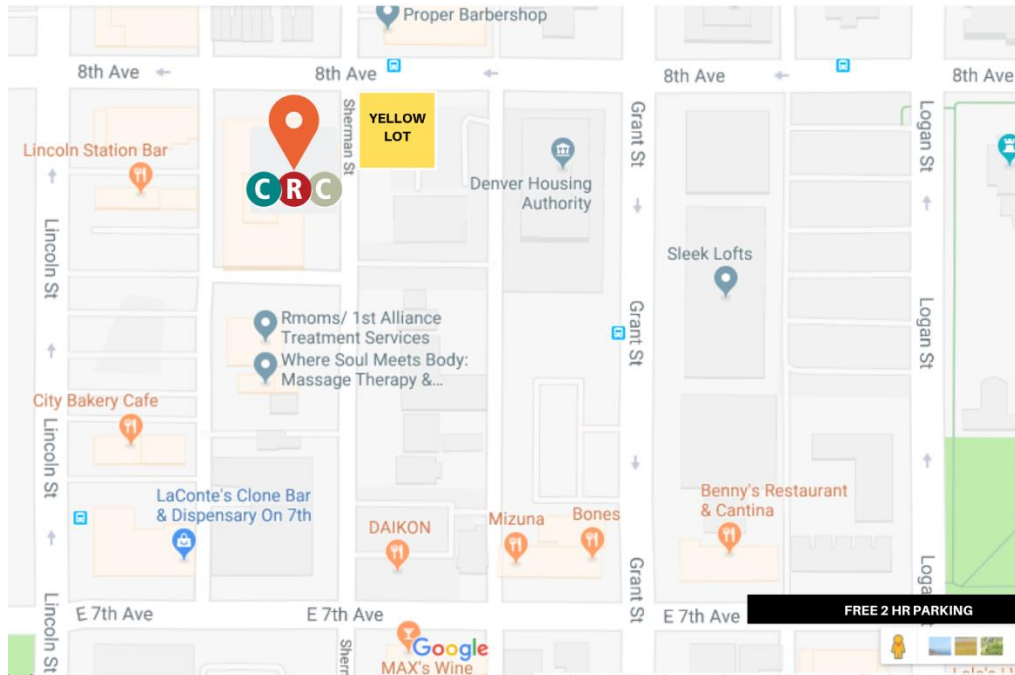 Proper Barbershop
8th Ave
8th Ave
8th Ave
8th Ave
YELLOW
LOT
Sherman St
Grant St
Logan St
Lincoln Station Bar
C R C
Denver Housing
Authority
Lincoln St
Sleek Lofts
Rmoms/ 1st Alliance
Treatment Services
Where Soul Meets Body:
Massage Therapy &...
Grant St
Logan St
City Bakery Cafe
Lincoln St
LaConte's Clone Bar
& Dispensary On 7th
DAIKON
Mizuna
Bones
Benny's Restaurant
& Cantina
Grant St
Logan
E 7th Ave
E 7th Ave
E 7th Ave
FREE 2 HR PARKING
Lincoln St
Sherm
Google
MAX's Wine